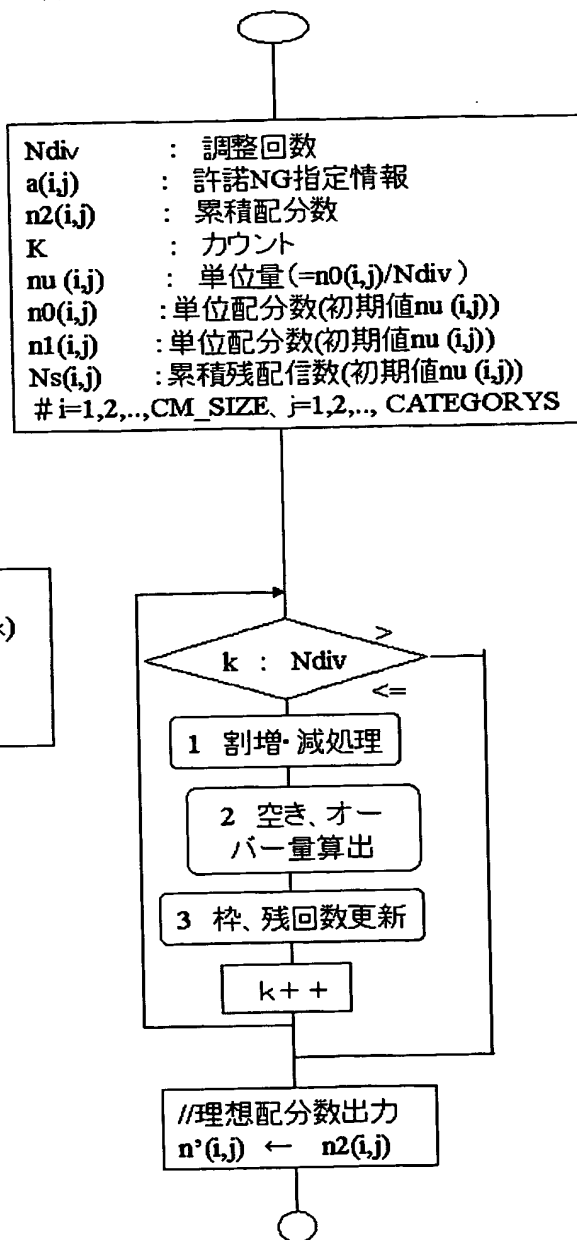 Ndiv : 調整回数
a(i,j) : 許諾NG指定情報
n2(i,j) : 累積配分数
K : カウント
nu (i,j) : 単位量(=n0(i,j)/Ndiv)
n0(i,j) :単位配分数(初期値nu (i,j))
n1(i,j) :単位配分数(初期値nu (i,j))
Ns(i,j) :累積残配信数(初期値nu (i,j))
# i=1,2,..,CM_SIZE、j=1,2,.., CATEGORYS
)
k : Ndiv
>
<=
1 割増・減処理
2 空き、オー
バー量算出
3 枠、残回数更新
k++
//理想配分数出力
n’(i,j) ← n2(i,j)